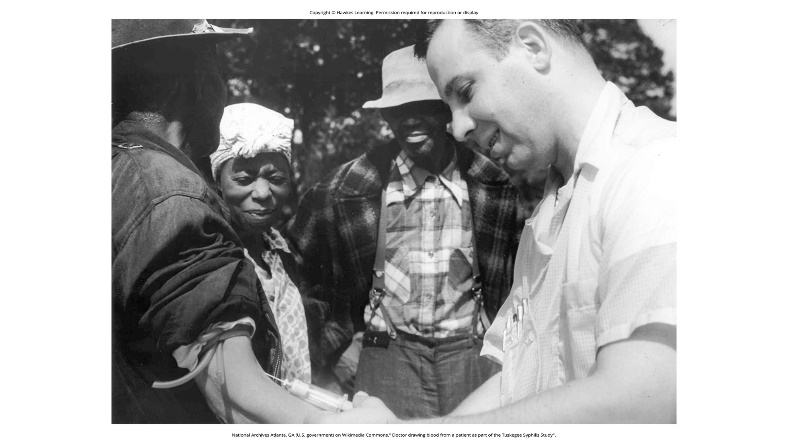 Copyright © Hawkes Learning. Permission required for reproduction or display
National Archives Atlanta, GA (U.S. government) on Wikimedia Commons," Doctor drawing blood from a patient as part of the Tuskegee Syphilis Study".